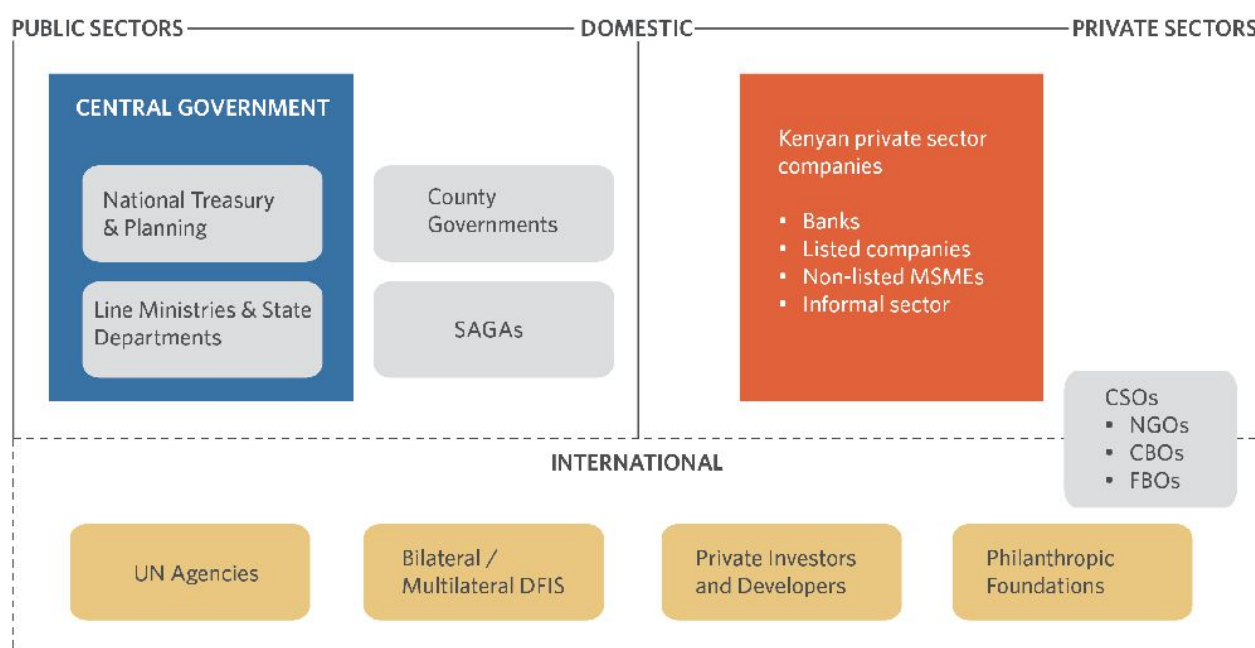 PUBLIC SECTORS
DOMESTIC
PRIVATE SECTORS
CENTRAL GOVERNMENT
National Treasury
& Planning
Line Ministries & State
Departments
County
Governments
SAGAs
Kenyan private sector
companies
▪ Banks
▪ Listed companies
▪ Non-listed MSMEs
▪ Informal sector
CSOs
▪ NGOs
▪ CBOs
▪ FBOs
INTERNATIONAL
UN Agencies
Bilateral /
Multilateral DFIS
Private Investors
and Developers
Philanthropic
Foundations